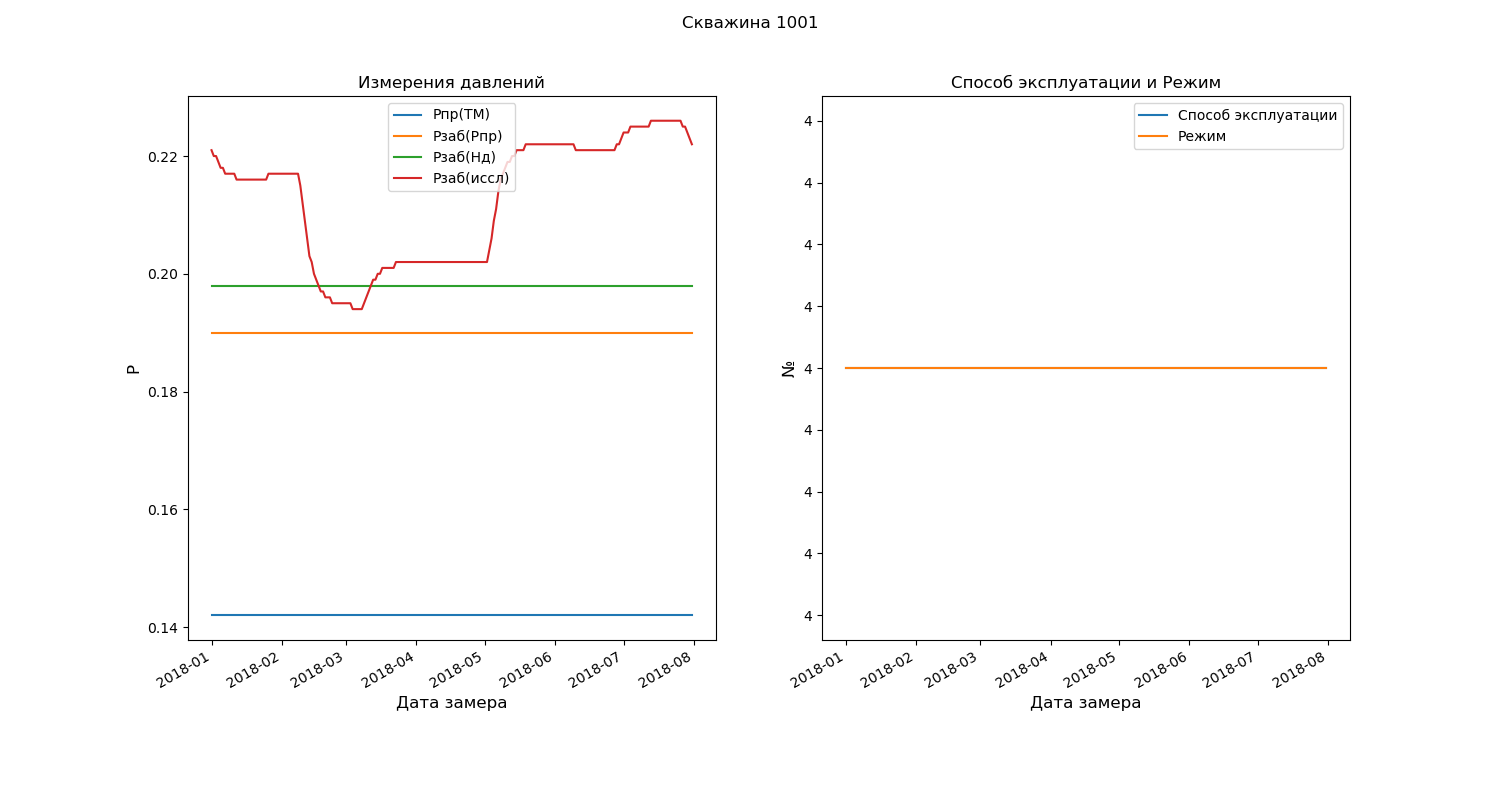 Скважина 1001
Измерения давлений
Рпр(ТМ)
Рзаб(Рпр)
Рзаб(Нд)
Рзаб(иссл)
0.22
0.20
0.18
0.16
0.14
Р
2018-01
2018-02
2018-03
2018-04
2018-05
2018-06
2018-07
2018-08
Дата замера
Способ эксплуатации и Режим
Способ эксплуатации
Режим
4
4
4
4
4
4
4
4
4
№
2018-01
2018-02
2018-03
2018-04
2018-05
2018-06
2018-07
2018-08
Дата замера